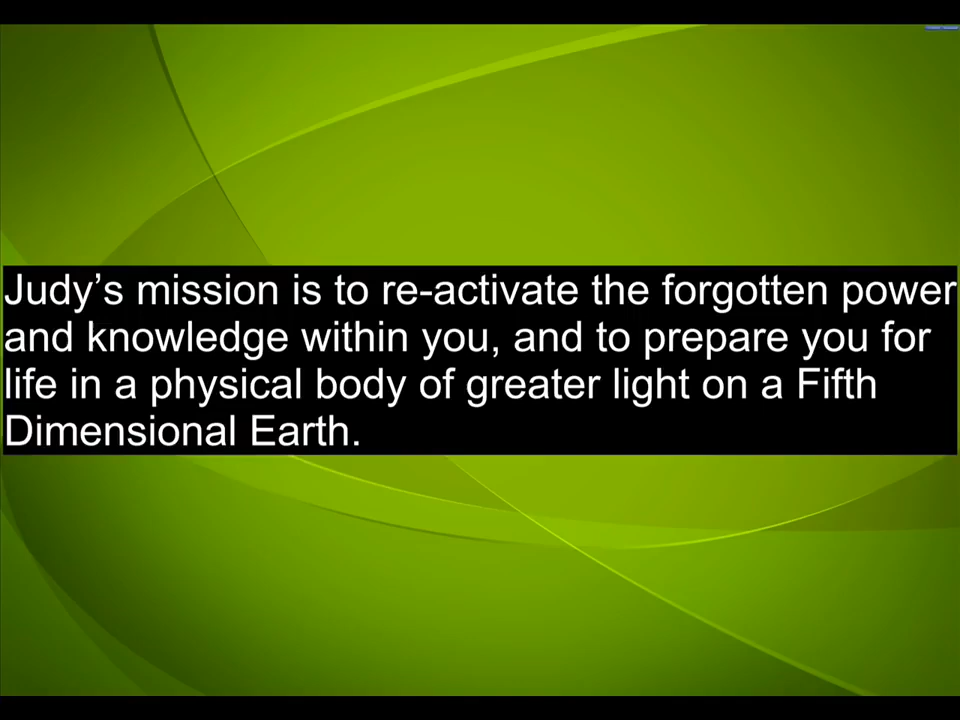 Judy’s mission is to re-activate the forgotten power
and knowledge within you, and to prepare you for
life in a physical body of greater light on a Fifth
Dimensional Earth.